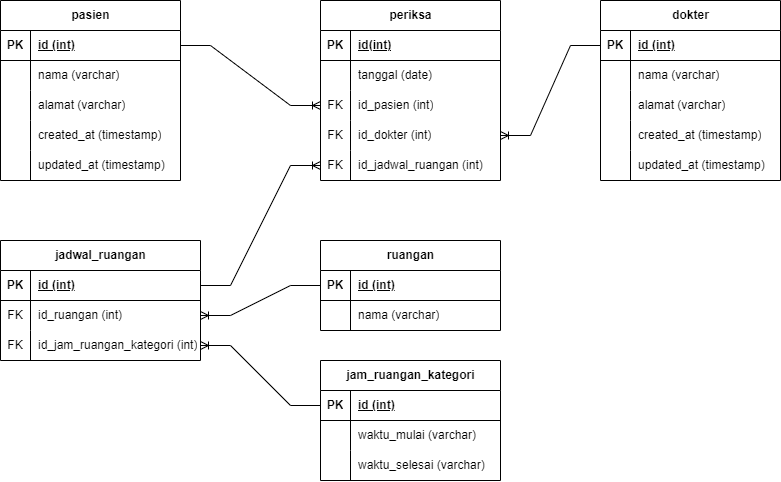 pasien
PK id (int)
nama (varchar)
alamat (varchar)
created_at (timestamp)
updated_at (timestamp)
periksa
PK id(int)
tanggal (date)
FK id_pasien (int)
FK id_dokter (int)
FK id_jadwal_ruangan (int)
dokter
PK id (int)
nama (varchar)
alamat (varchar)
created_at (timestamp)
updated_at (timestamp)
jadwal_ruangan
PK id (int)
FK id_ruangan (int)
FK id_jam_ruangan_kategori (int)
ruangan
PK id (int)
nama (varchar)
jam_ruangan_kategori
PK id (int)
waktu_mulai (varchar)
waktu_selesai (varchar)